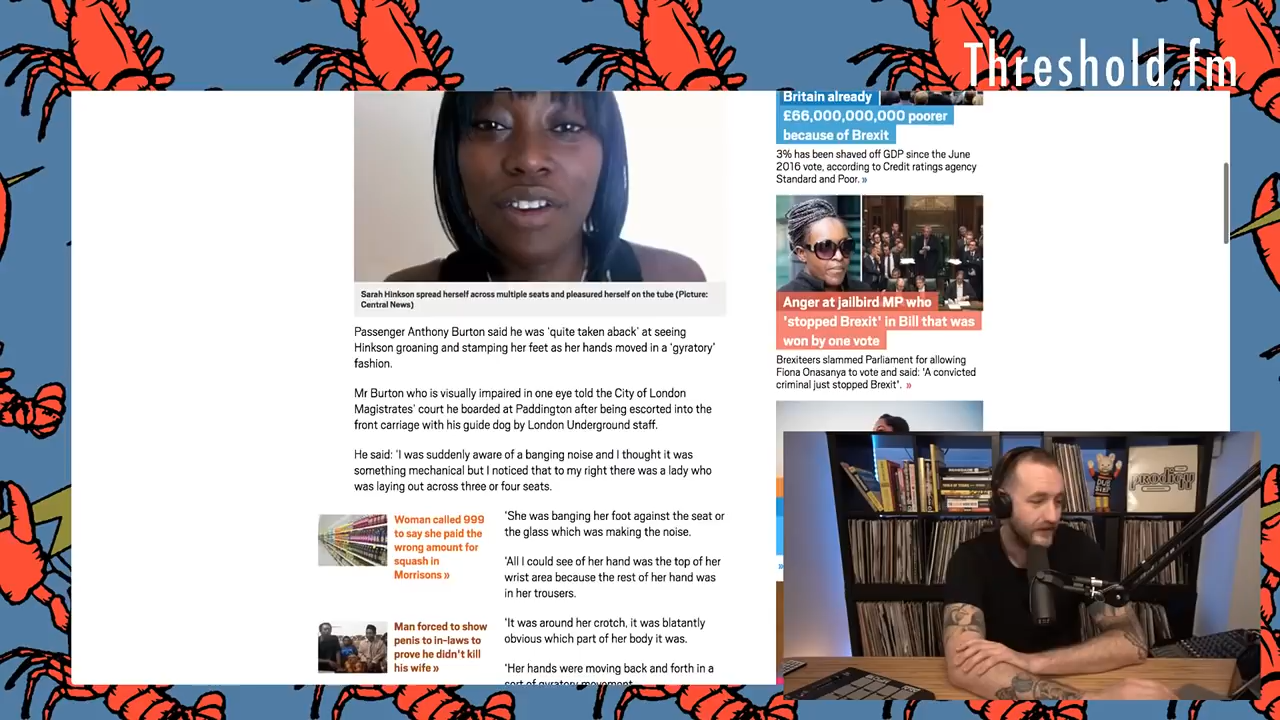 Threshold.fm
Sarah Hinkson spread herself across multiple seats and pleasured herself on the tube (Picture:
Central News)
Passenger Anthony Burton said he was 'quite taken aback' at seeing
Hinkson groaning and stamping her feet as her hands moved in a 'gyratory'
fashion.
Mr Burton who is visually impaired in one eye told the City of London
Magistrates' court he boarded at Paddington after being escorted into the
front carriage with his guide dog by London Underground staff.
He said: 'I was suddenly aware of a banging noise and I thought it was
something mechanical but I noticed that to my right there was a lady who
was laying out across three or four seats.
Woman called 999
to say she paid the
wrong amount for
squash in
Morrisons »
Man forced to show
penis to in-laws to
prove he didn't kill
his wife »
'She was banging her foot against the seat or
the glass which was making the noise.
'All I could see of her hand was the top of her
wrist area because the rest of her hand was
in her trousers.
'It was around her crotch, it was blatantly
obvious which part of her body it was.
'Her hands were moving back and forth in a
sort of gyratory movement.
Britain already
£66,000,000,000 poorer
because of Brexit
3% has been shaved off GDP since the June
2016 vote, according to Credit ratings agency
Standard and Poor. »
Anger at jailbird MP who
'stopped Brexit' in Bill that was
won by one vote
Brexiteers slammed Parliament for allowing
Fiona Onasanya to vote and said: 'A convicted
criminal just stopped Brexit'. »
»
DUB
prodigy